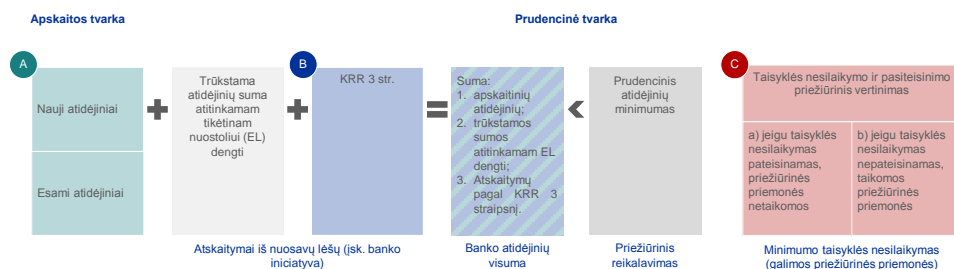 Apskaitos tvarka
Prudencinė tvarka
A
Nauji atidėjiniai
Esami atidėjiniai
+
Trūkstama
atidėjinių suma
atitinkamam
tikėtinam
nuostoliui (EL)
dengti
+
B
KRR 3 str.
=
Suma:
1. apskaitinių
atidėjinių;
2. trūkstamos
sumos
atitinkamam EL
dengti;
3. Atskaitymų
pagal KRR 3
straipsnį.
<
Prudencinis
atidėjinių
minimumas
C
Taisyklės nesilaikymo ir pasiteisinimo
priežiūrinis vertinimas
a) jeigu taisyklės
nesilaikymas
pateisinamas,
priežiūrinės
priemonės
netaikomos
b) jeigu taisyklės
nesilaikymas
nepateisinamas,
taikomos
priežiūrinės
priemonės
Atskaitymai iš nuosavų lėšų (įsk. banko
iniciatyva)
Banko atidėjinių
visuma
Priežiūrinis
reikalavimas
Minimumo taisyklės nesilaikymas
(galimos priežiūrinės priemonės)